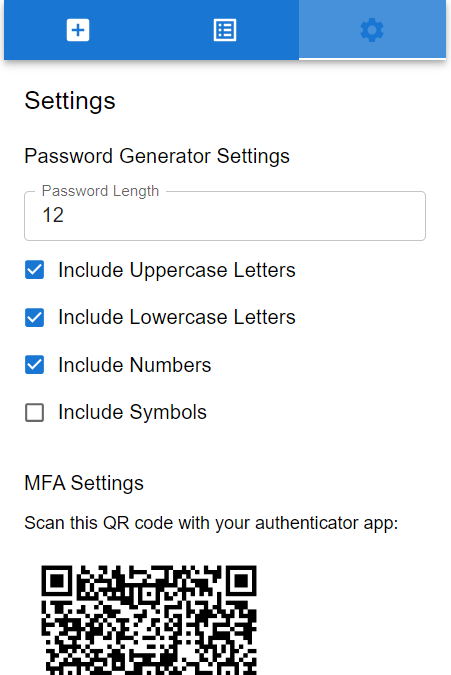 Settings
Password Generator Settings
Password Length
12
Include Uppercase Letters
Include Lowercase Letters
Include Numbers
Include Symbols
MFA Settings
Scan this QR code with your authenticator app: